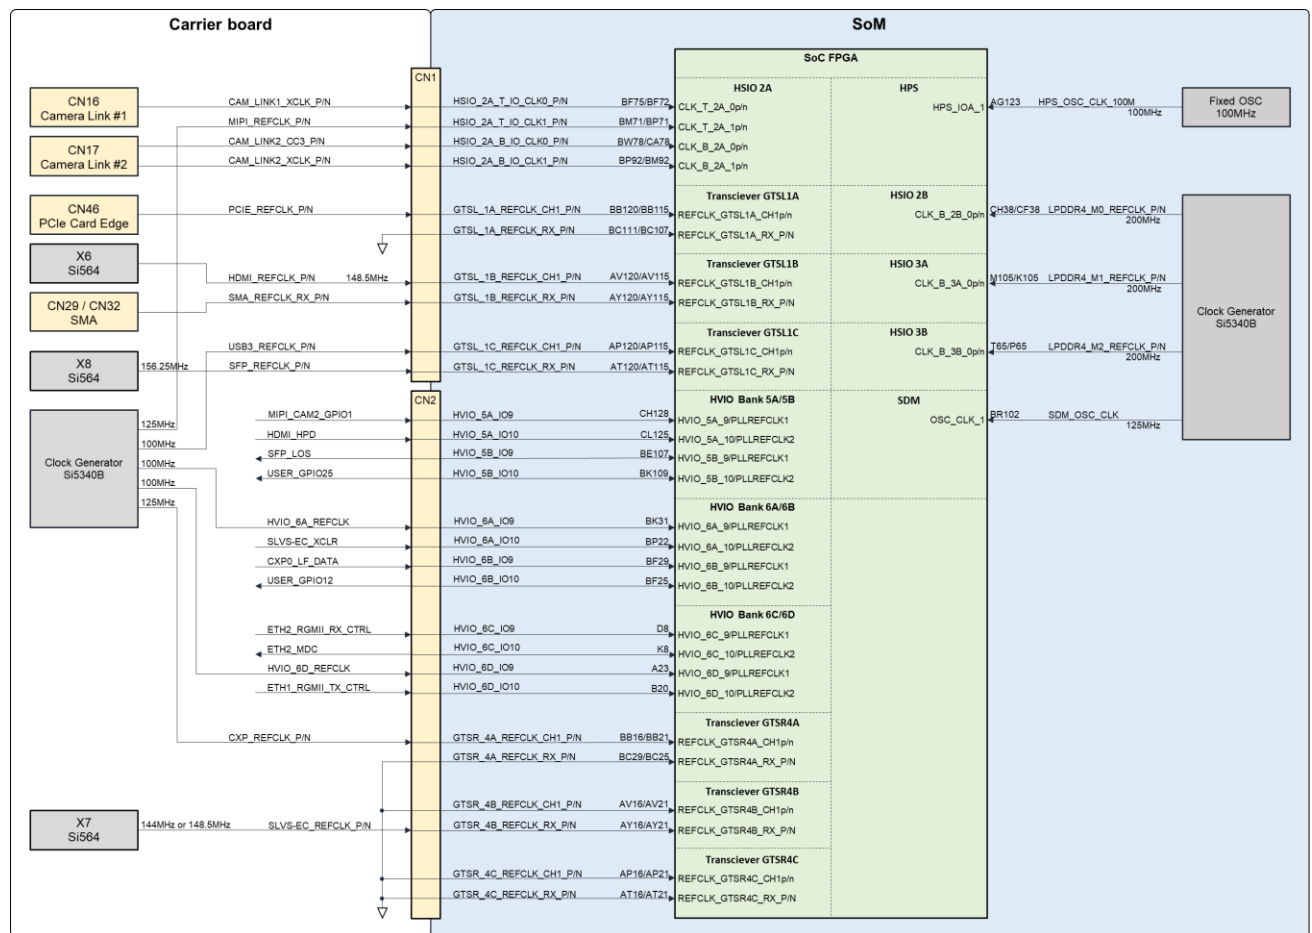 Carrier board
SoM
CN1
SoC FPGA
HSIO 2A
HPS
CN16
Camera Link #1
CAM_LINK1_XCLK_P/N
HSIO_2A_T_IO_CLK0_P/N
BF75/BF72
CLK_T_2A_0p/n
HPS_IOA_1
AG123
HPS_OSC_CLK_100M
100MHz
Fixed OSC
100MHz
MIPI_REFCLK_P/N
HSIO_2A_T_IO_CLK1_P/N
BM71/BP71
CLK_T_2A_1p/n
CN17
Camera Link #2
CAM_LINK2_CC3_P/N
HSIO_2A_B_IO_CLK0_P/N
BW78/CA78
CLK_B_2A_0p/n
CAM_LINK2_XCLK_P/N
HSIO_2A_B_IO_CLK1_P/N
BP92/BM92
CLK_B_2A_1p/n
Transciever GTSL1A
HSIO 2B
CN46
PCIe Card Edge
PCIE_REFCLK_P/N
GTSL_1A_REFCLK_CH1_P/N
BB120/BB115
REFCLK_GTSL1A_CH1p/n
CLK_B_2B_0p/n
CH38/CF38
LPDDR4_M0_REFCLK_P/N
200MHz
GTSL_1A_REFCLK_RX_P/N
BC111/BC107
REFCLK_GTSL1A_RX_P/N
X6
Si564
Transciever GTSL1B
HSIO 3A
HDMI_REFCLK_P/N
148.5MHz
GTSL_1B_REFCLK_CH1_P/N
AV120/AV115
REFCLK_GTSL1B_CH1p/n
CLK_B_3A_0p/n
M105/K105
LPDDR4_M1_REFCLK_P/N
200MHz
CN29 / CN32
SMA
SMA_REFCLK_RX_P/N
GTSL_1B_REFCLK_RX_P/N
AY120/AY115
REFCLK_GTSL1B_RX_P/N
Clock Generator
Si5340B
Transciever GTSL1C
HSIO 3B
USB3_REFCLK_P/N
GTSL_1C_REFCLK_CH1_P/N
AP120/AP115
REFCLK_GTSL1C_CH1p/n
CLK_B_3B_0p/n
T65/P65
LPDDR4_M2_REFCLK_P/N
200MHz
X8
Si564
156.25MHz
SFP_REFCLK_P/N
GTSL_1C_REFCLK_RX_P/N
AT120/AT115
REFCLK_GTSL1C_RX_P/N
CN2
HVIO Bank 5A/5B
SDM
MIPI_CAM2_GPIO1
HVIO_5A_IO9
CH128
HVIO_5A_9/PLLREFCLK1
OSC_CLK_1
BR102
SDM_OSC_CLK
125MHz
125MHz
HDMI_HPD
HVIO_5A_IO10
CL125
HVIO_5A_10/PLLREFCLK2
100MHz
SFP_LOS
HVIO_5B_IO9
BE107
HVIO_5B_9/PLLREFCLK1
Clock Generator
Si5340B
100MHz
USER_GPIO25
HVIO_5B_IO10
BK109
HVIO_5B_10/PLLREFCLK2
100MHz
125MHz
HVIO Bank 6A/6B
HVIO_6A_REFCLK
HVIO_6A_IO9
BK31
HVIO_6A_9/PLLREFCLK1
SLVS-EC_XCLR
HVIO_6A_IO10
BP22
HVIO_6A_10/PLLREFCLK2
CXP0_LF_DATA
HVIO_6B_IO9
BF29
HVIO_6B_9/PLLREFCLK1
USER_GPIO12
HVIO_6B_IO10
BF25
HVIO_6B_10/PLLREFCLK2
HVIO Bank 6C/6D
ETH2_RGMII_RX_CTRL
HVIO_6C_IO9
D8
HVIO_6C_9/PLLREFCLK1
ETH2_MDC
HVIO_6C_IO10
K8
HVIO_6C_10/PLLREFCLK2
HVIO_6D_REFCLK
HVIO_6D_IO9
A23
HVIO_6D_9/PLLREFCLK1
ETH1_RGMII_TX_CTRL
HVIO_6D_IO10
B20
HVIO_6D_10/PLLREFCLK2
Transciever GTSR4A
CXP_REFCLK_P/N
GTSR_4A_REFCLK_CH1_P/N
BB16/BB21
REFCLK_GTSR4A_CH1p/n
GTSR_4A_REFCLK_RX_P/N
BC29/BC25
REFCLK_GTSR4A_RX_P/N
Transciever GTSR4B
GTSR_4B_REFCLK_CH1_P/N
AV16/AV21
REFCLK_GTSR4B_CH1p/n
X7
Si564
144MHz or 148.5MHz
SLVS-EC_REFCLK_P/N
GTSR_4B_REFCLK_RX_P/N
AY16/AY21
REFCLK_GTSR4B_RX_P/N
Transciever GTSR4C
GTSR_4C_REFCLK_CH1_P/N
AP16/AP21
REFCLK_GTSR4C_CH1p/n
GTSR_4C_REFCLK_RX_P/N
AT16/AT21
REFCLK_GTSR4C_RX_P/N